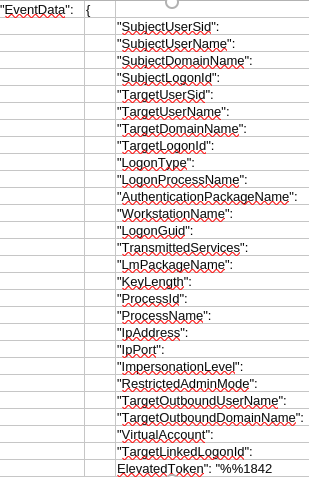 "EventData": {
"SubjectUserSid":
"SubjectUserName":
"SubjectDomainName":
"SubjectLogonId":
"TargetUserSid":
"TargetUserName":
"TargetDomainName":
"TargetLogonId":
"LogonType":
"LogonProcessName":
"AuthenticationPackageName":
"WorkstationName":
"LogonGuid":
"TransmittedServices":
"LmPackageName":
"KeyLength":
"ProcessId":
"ProcessName":
"IpAddress":
"IpPort":
"ImpersonationLevel":
"RestrictedAdminMode":
"TargetOutboundUserName":
"TargetOutboundDomainName":
"VirtualAccount":
"TargetLinkedLogonId":
ElevatedToken": "%%1842